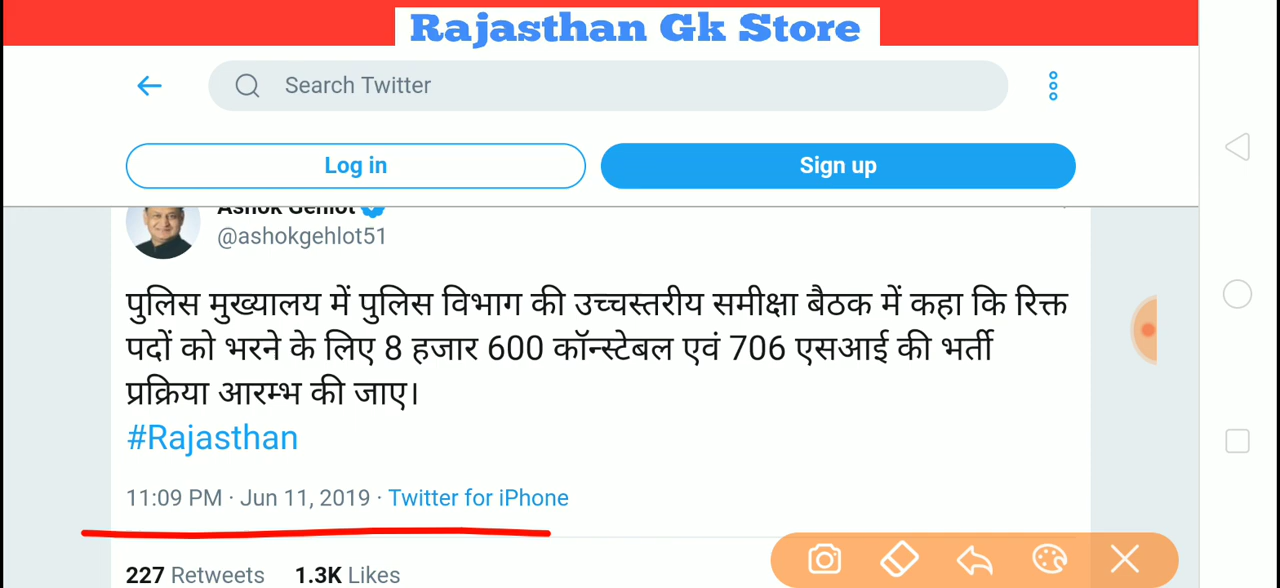 Rajasthan Gk Store
Search Twitter
Log in
Sign up
Ashok Gehlot
@ashokgehlot51
पुलिस मुख्यालय में पुलिस विभाग की उच्चस्तरीय समीक्षा बैठक में कहा कि रिक्त
पदों को भरने के लिए 8 हजार 600 कॉन्स्टेबल एवं 706 एसआई की भर्ती
प्रक्रिया आरम्भ की जाए।
#Rajasthan
11:09 PM · Jun 11, 2019 · Twitter for iPhone
227 Retweets 1.3K Likes